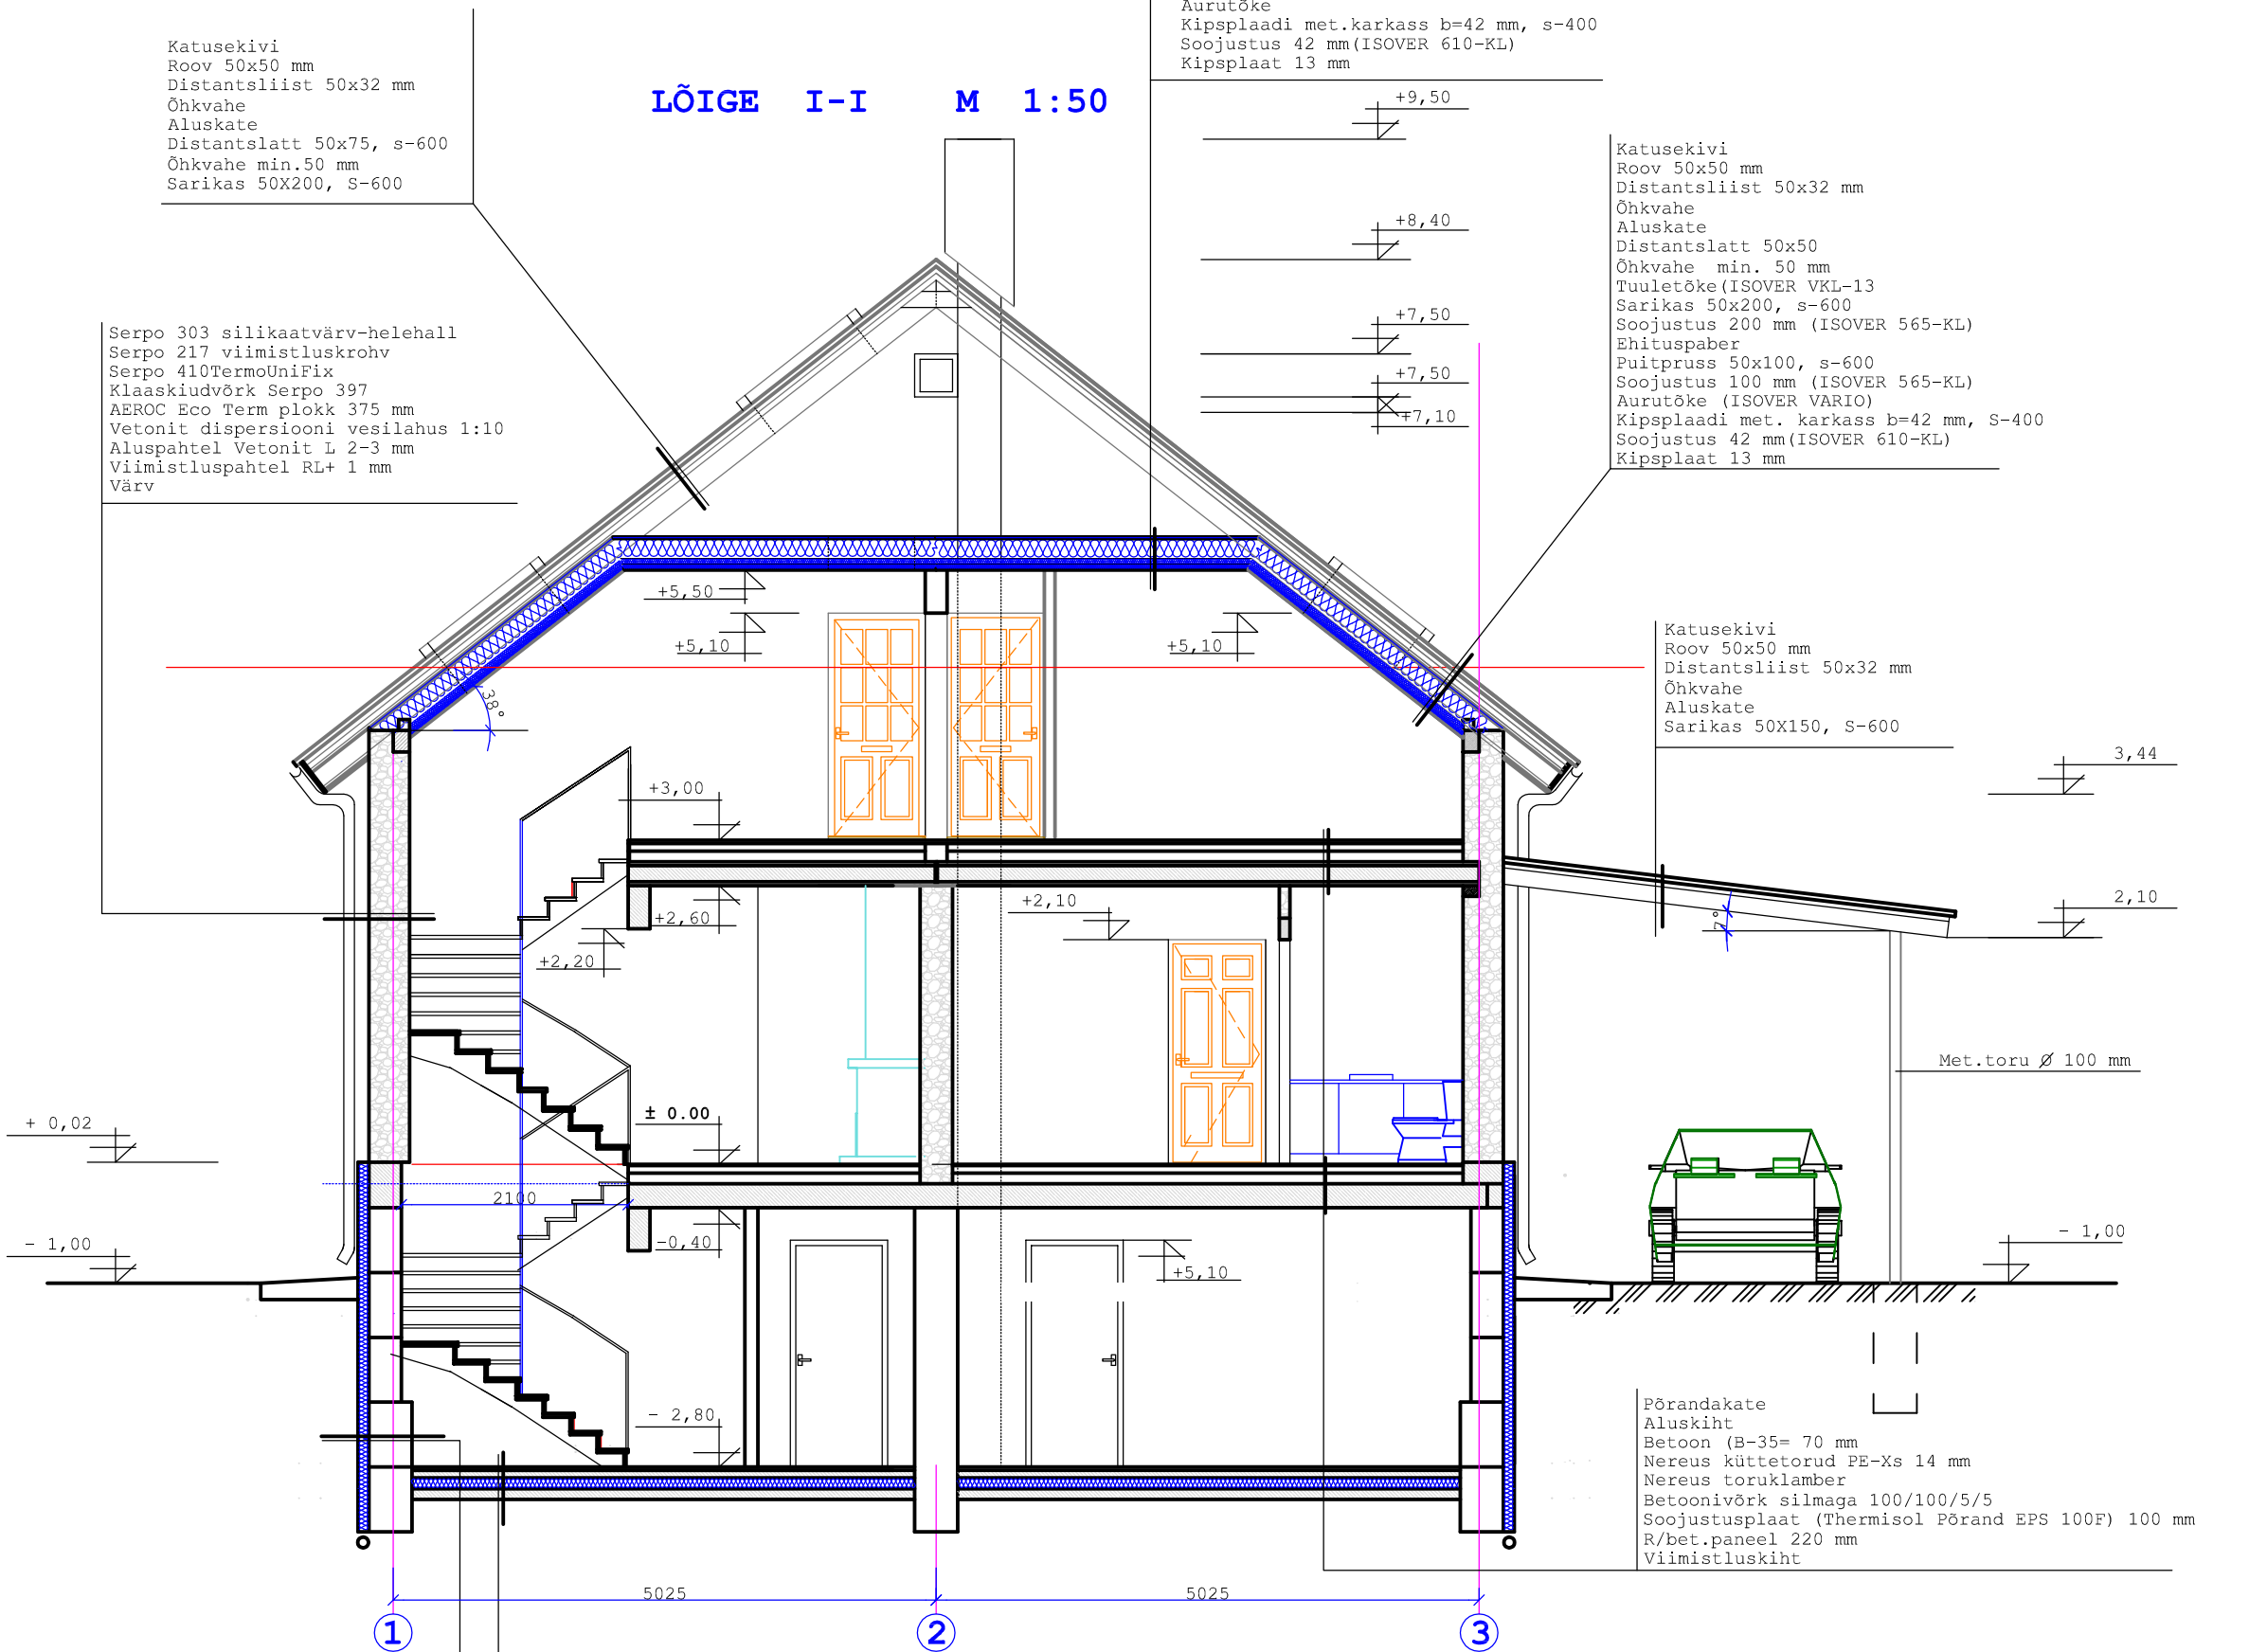 Aurutõke
Kipsplaadi met.karkass b=42 mm, s-400
Soojustus 42 mm(ISOVER 610-KL)
Kipsplaat 13 mm
Katusekivi
Roov 50x50 mm
Distantsliist 50x32 mm
Õhkvahe
Aluskate
Distantslatt 50x75, s-600
Õhkvahe min.50 mm
Sarikas 50X200, S-600
LÕIGE I-I M 1:50
+9,50
+8,40
+7,50
+7,50
+7,10
Katusekivi
Roov 50x50 mm
Distantsliist 50x32 mm
Õhkvahe
Aluskate
Distantslatt 50x50
Õhkvahe min. 50 mm
Tuuletõke(ISOVER VKL-13
Sarikas 50x200, s-600
Soojustus 200 mm (ISOVER 565-KL)
Ehituspaber
Puitpruss 50x100, s-600
Soojustus 100 mm (ISOVER 565-KL)
Aurutõke (ISOVER VARIO)
Kipsplaadi met. karkass b=42 mm, S-400
Soojustus 42 mm(ISOVER 610-KL)
Kipsplaat 13 mm
Serpo 303 silikaatvärv-helehall
Serpo 217 viimistluskrohv
Serpo 410TermoUniFix
Klaaskiudvõrk Serpo 397
AEROC Eco Term plokk 375 mm
Vetonit dispersiooni vesilahus 1:10
Aluspahtel Vetonit L 2-3 mm
Viimistluspahtel RL+ 1 mm
Värv
+5,50
+5,10
+5,10
38°
Katusekivi
Roov 50x50 mm
Distantsliist 50x32 mm
Õhkvahe
Aluskate
Sarikas 50X150, S-600
3,44
+3,00
+2,60
+2,20
+2,10
2,10
7°
Met.toru Ø 100 mm
+ 0,02
± 0.00
2100
- 1,00
-0,40
+5,10
- 1,00
- 2,80
Põrandakate
Aluskiht
Betoon (B-35= 70 mm
Nereus küttetorud PE-Xs 14 mm
Nereus toruklamber
Betoonivõrk silmaga 100/100/5/5
Soojustusplaat (Thermisol Põrand EPS 100F) 100 mm
R/bet.paneel 220 mm
Viimistluskiht
5025
5025
1
2
3